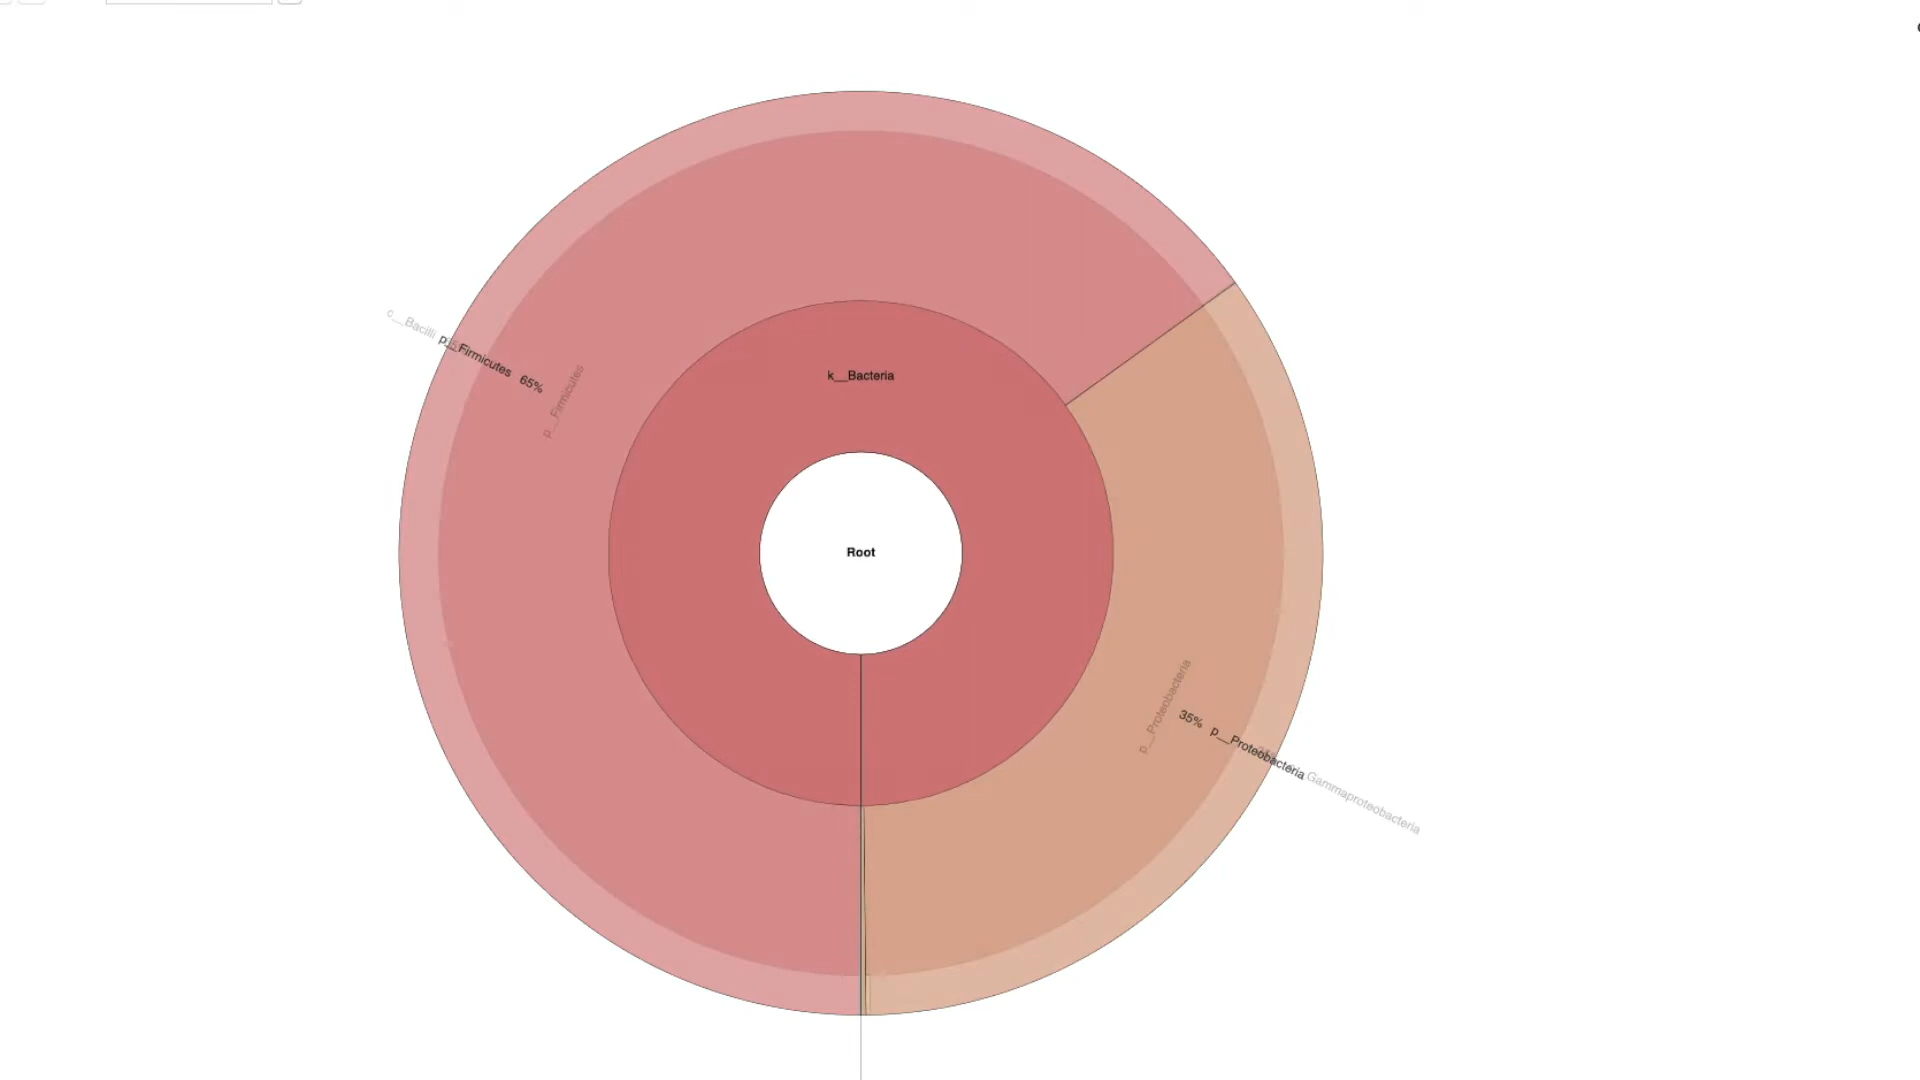 c__Bacilli
p__Firmicutes 65%
p__Firmicutes
k__Bacteria
Root
p__Proteobacteria
35% p__Proteobacteria
Gammaproteobacteria